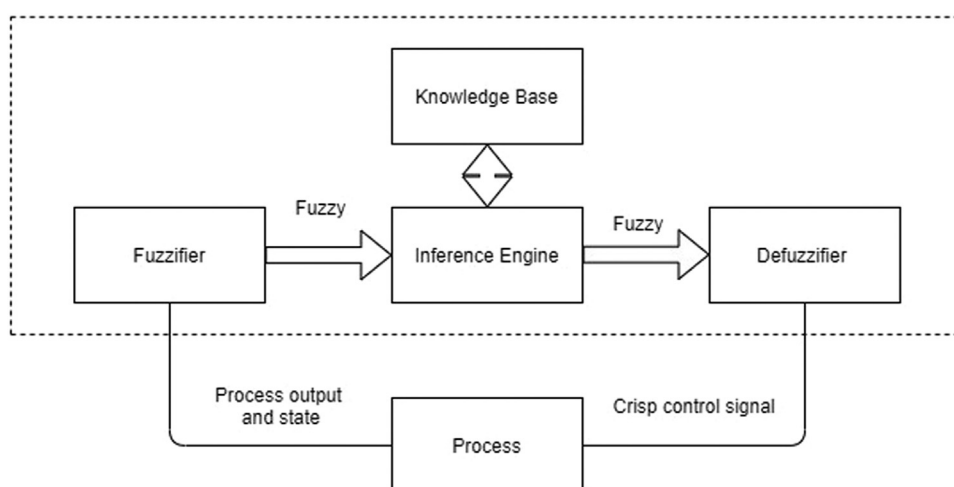 Knowledge Base
Fuzzy
Fuzzy
Fuzzifier
Inference Engine
Defuzzifier
Process output
and state
Crisp control signal
Process